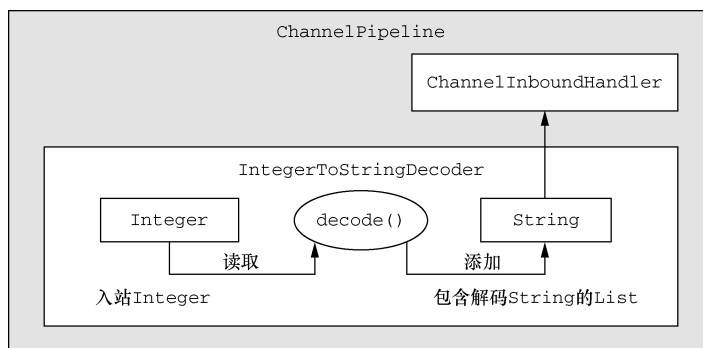 ChannelPipeline
ChannelInboundHandler
IntegerToStringDecoder
Integer
decode()
String
读取
添加
入站Integer
包含解码String的List